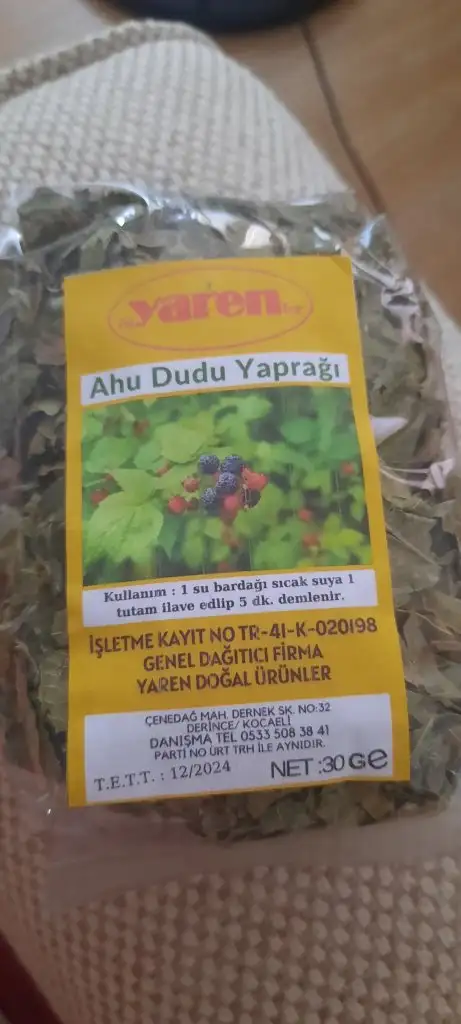 yaren
Ahu Dudu Yaprağı
Kullanım : 1 su bardağı sıcak suya 1
tutam ilave edlip 5 dk. demlenir.
İŞLETME KAYIT NO TR-41-K-020198
GENEL DAĞITICI FİRMA
YAREN DOĞAL ÜRÜNLER
ÇENEDAĞ MAH. DERNEK SK. NO:32
DERİNCE/ KOCAELİ
DANIŞMA TEL 0533 508 38 41
PARTİ NO ÜRT TRH İLE AYNIDIR.
T.E.T.T. : 12/2024 NET :30 Ge